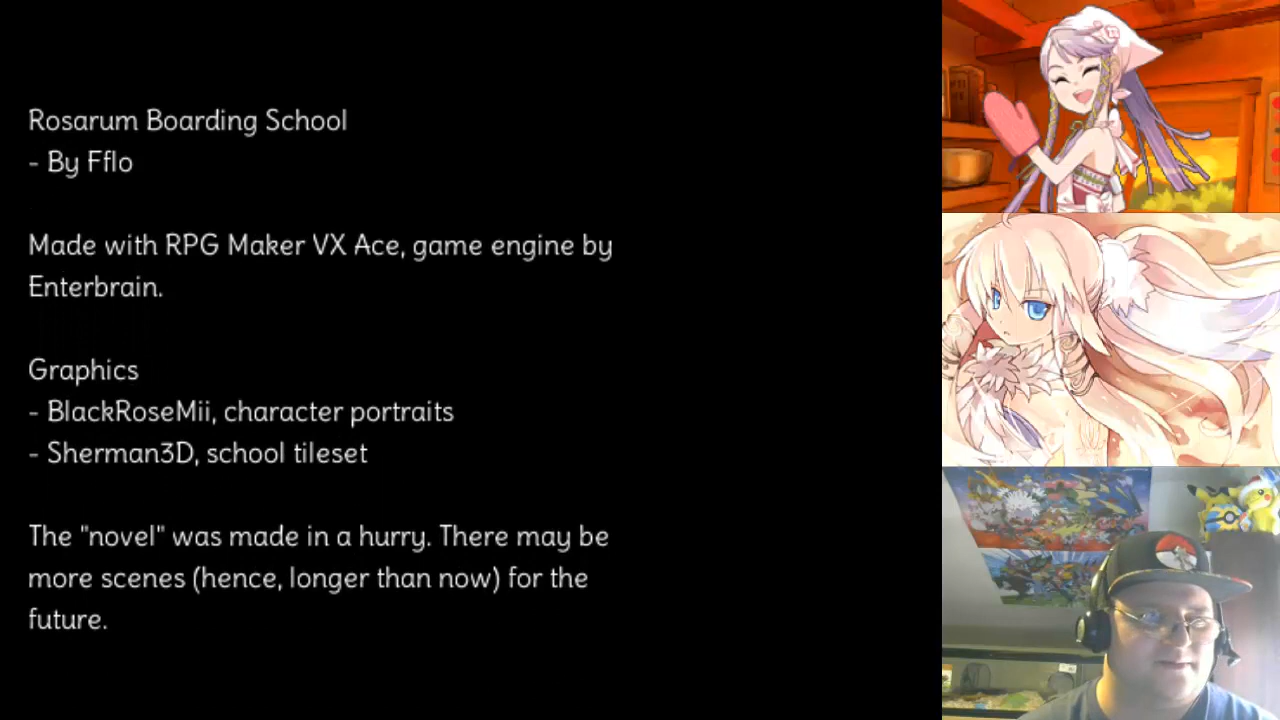 Rosarum Boarding School
- By Fflo
Made with RPG Maker VX Ace, game engine by
Enterbrain.
Graphics
- BlackRoseMii, character portraits
- Sherman3D, school tileset
The "novel" was made in a hurry. There may be
more scenes (hence, longer than now) for the
future.